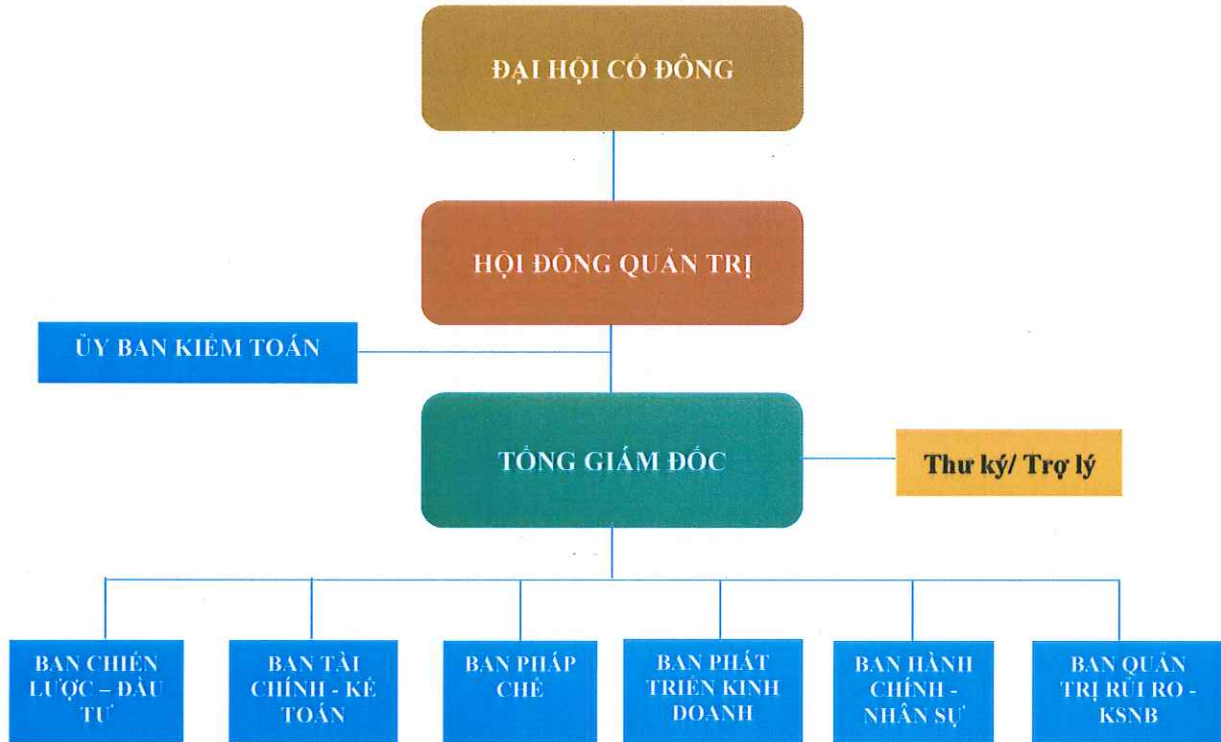 ĐẠI HỘI CỔ ĐÔNG
HỘI ĐỒNG QUẢN TRỊ
ỦY BAN KIỂM TOÁN
TỔNG GIÁM ĐỐC
Thư ký/ Trợ lý
BAN CHIẾN
LƯỢC – ĐẦU
TƯ
BAN TÀI
CHÍNH - KẾ
TOÁN
BAN PHÁP
CHẾ
BAN PHÁT
TRIỂN KINH
DOANH
BAN HÀNH
CHÍNH -
NHÂN SỰ
BAN QUẢN
TRỊ RỦI RO -
KSNB